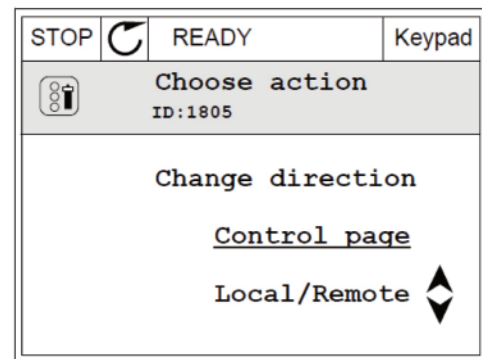 STOP READY Keypad
Choose action
ID:1805
Change direction
Control page
Local/Remote